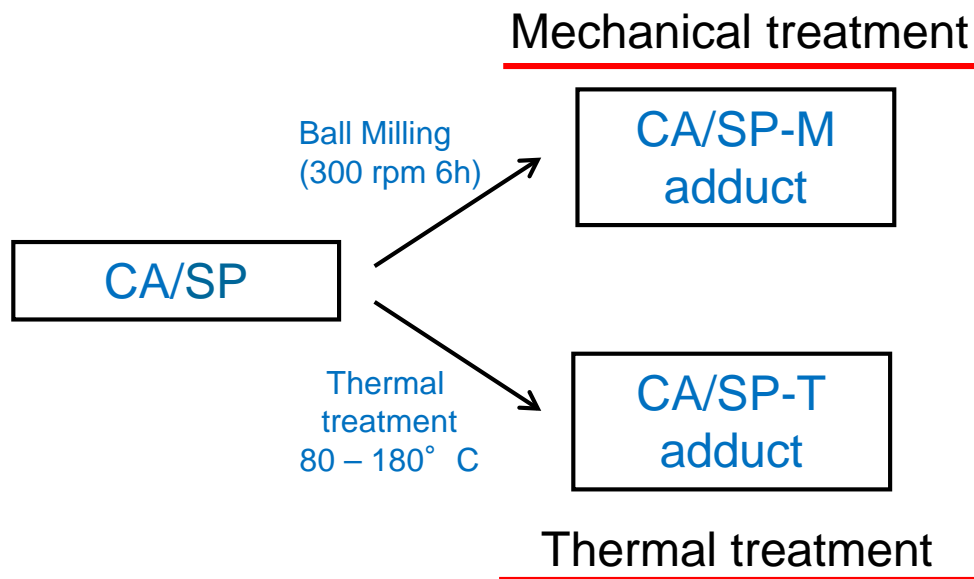 Mechanical treatment
Ball Milling
(300 rpm 6h)
CA/SP-M
adduct
CA/SP
Thermal
treatment
80 – 180° C
CA/SP-T
adduct
Thermal treatment